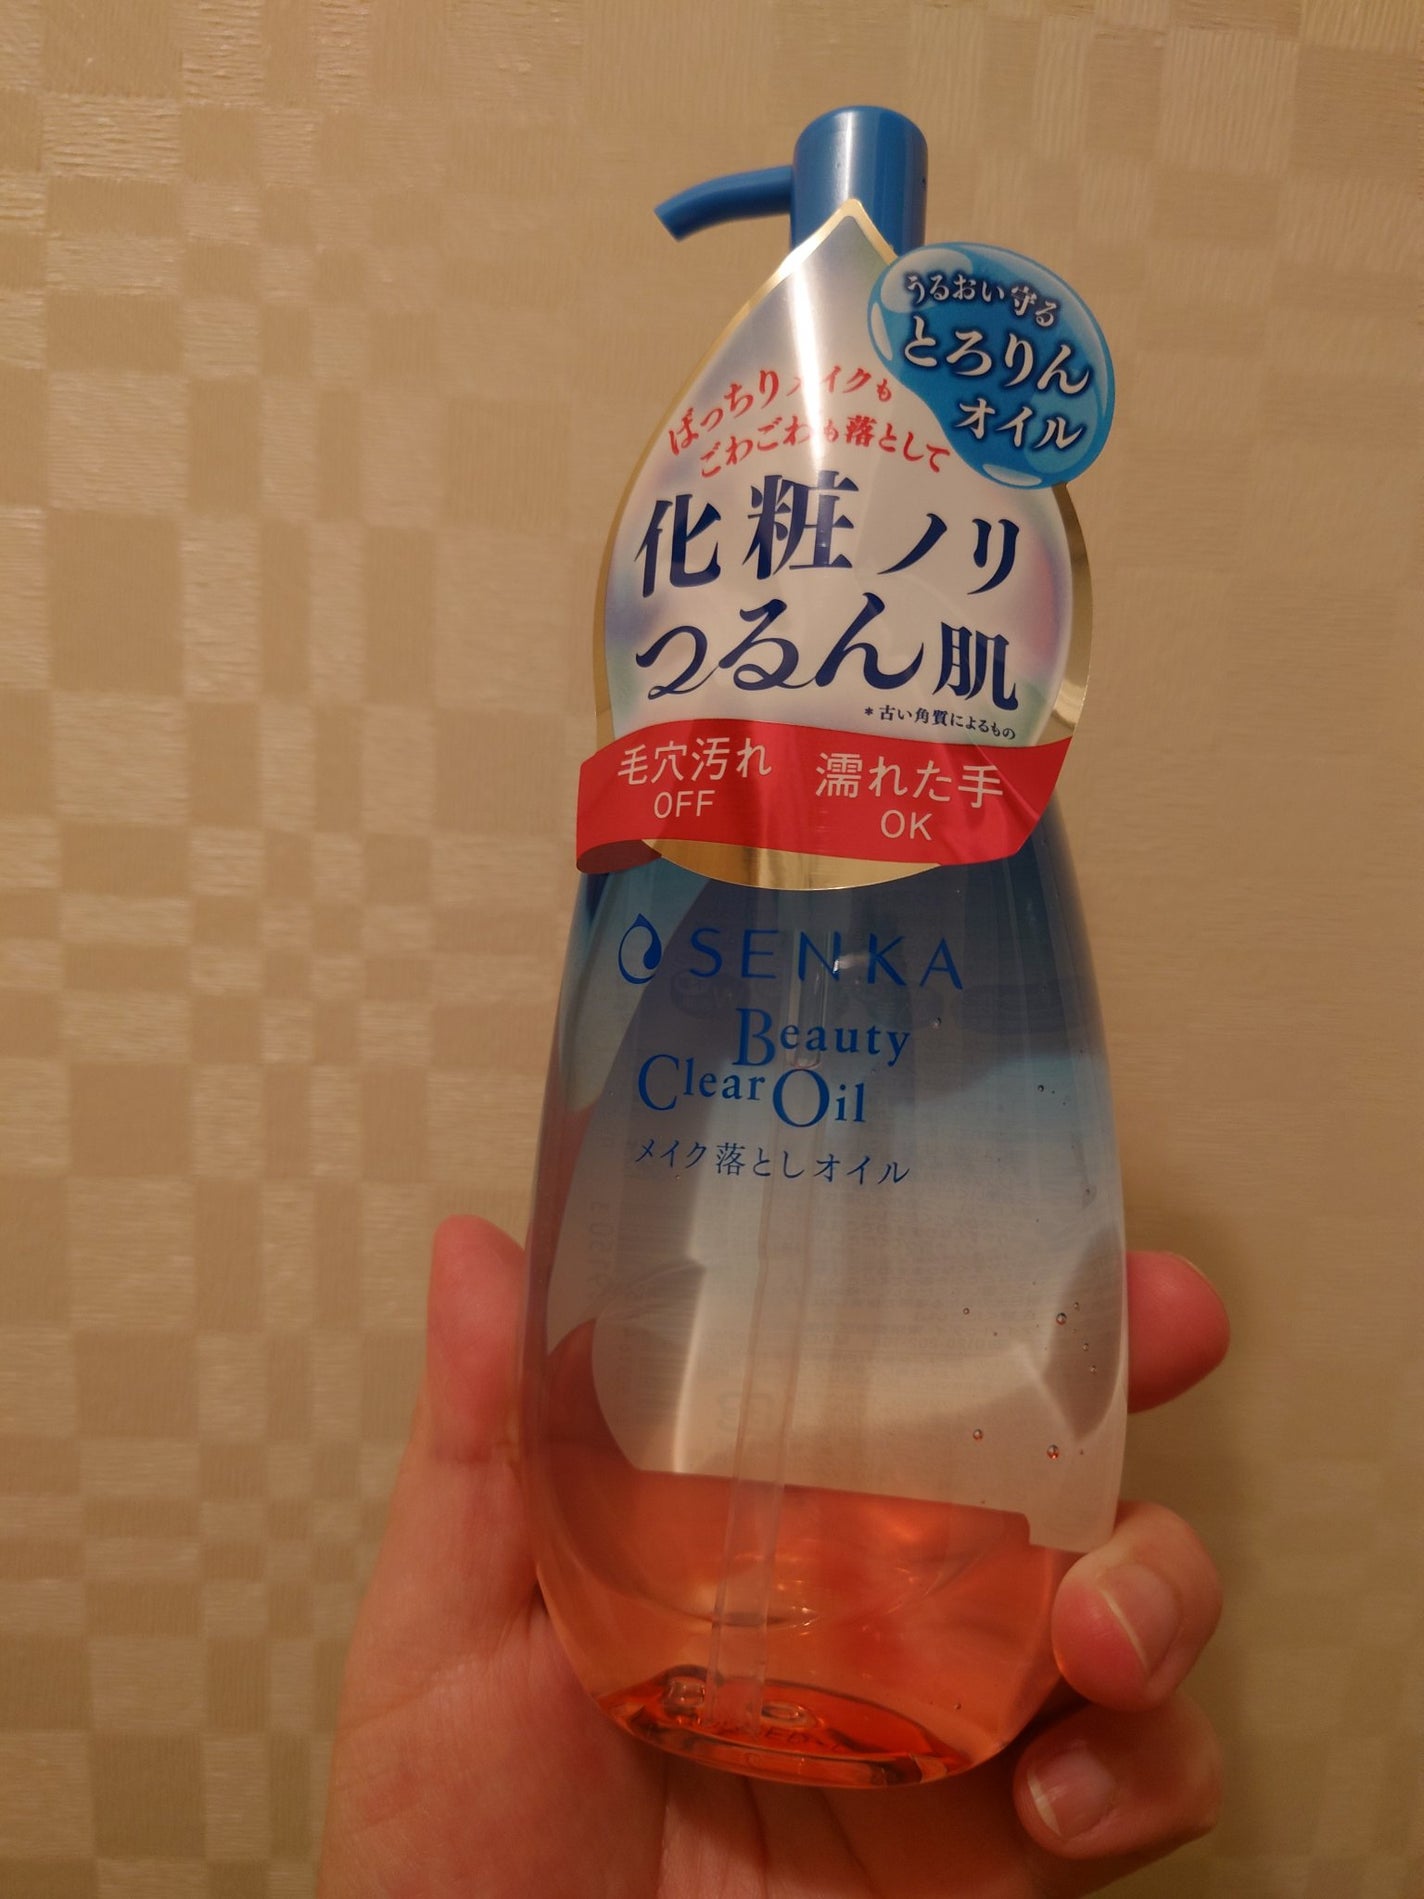 うるおい守る
とろりん
オイル
ばっちりメイクも
ごわごわも落として
化粧ノリ
つるん肌
*古い角質によるもの
毛穴汚れ
OFF
濡れた手
OK
SENKA
Beauty
Clear Oil
メイク落としオイル